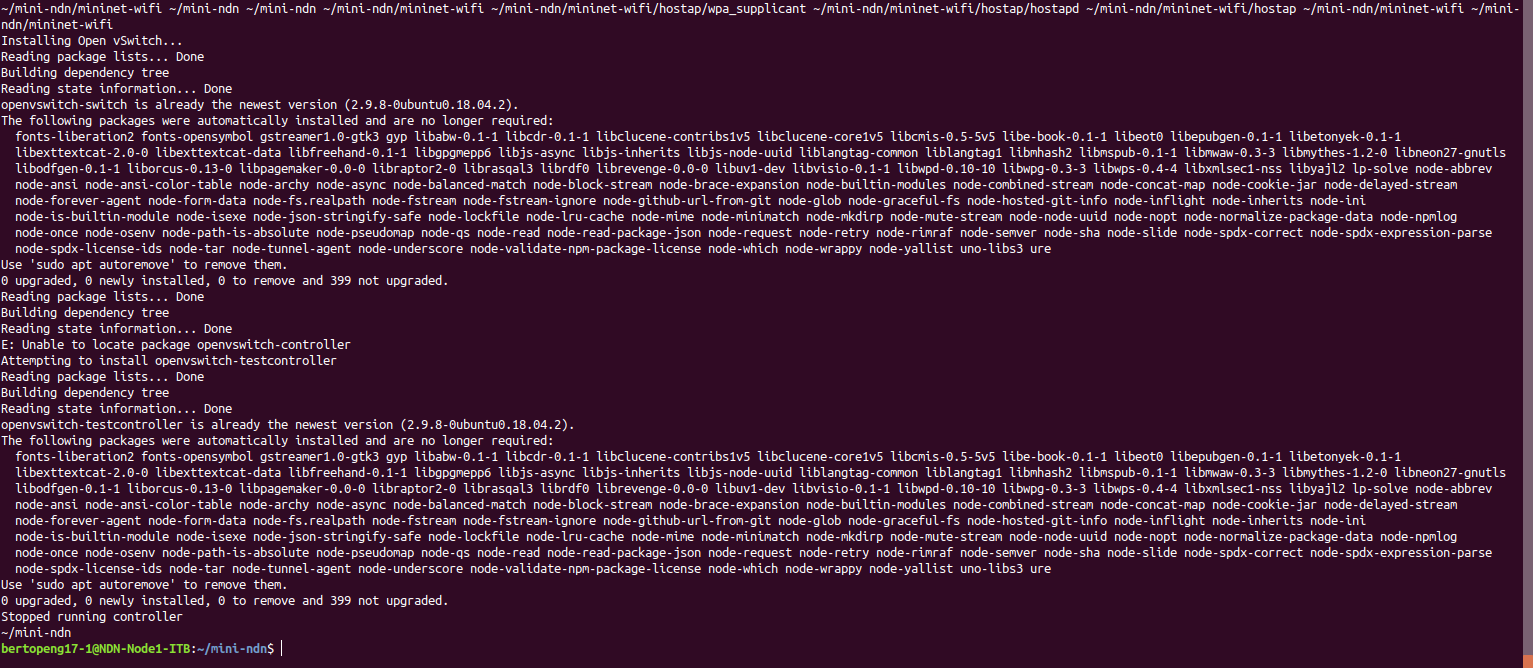 ~/mini-ndn/mininet-wifi ~/mini-ndn ~/mini-ndn ~/mini-ndn/mininet-wifi ~/mini-ndn/mininet-wifi/hostap/wpa_supplicant ~/mini-ndn/mininet-wifi/hostap/hostapd ~/mini-ndn/mininet-wifi/hostap ~/mini-ndn/mininet-wifi ~/mini-
ndn/mininet-wifi
Installing Open vSwitch...
Reading package lists... Done
Building dependency tree
Reading state information... Done
openvswitch-switch is already the newest version (2.9.8-0ubuntu0.18.04.2).
The following packages were automatically installed and are no longer required:
  fonts-liberation2 fonts-opensymbol gstreamer1.0-gtk3 gyp libabw-0.1-1 libcdr-0.1-1 libclucene-contribs1v5 libclucene-core1v5 libcmis-0.5-5v5 libe-book-0.1-1 libeot0 libepubgen-0.1-1 libetonyek-0.1-1
  libexttextcat-2.0-0 libexttextcat-data libfreehand-0.1-1 libgpgmepp6 libjs-async libjs-inherits libjs-node-uuid liblangtag-common liblangtag1 libmhash2 libmspub-0.1-1 libmwaw-0.3-3 libmythes-1.2-0 libneon27-gnutls
  libodfgen-0.1-1 liborcus-0.13-0 libpagemaker-0.0-0 libraptor2-0 librasqal3 librdf0 librevenge-0.0-0 libuv1-dev libvisio-0.1-1 libwpd-0.10-10 libwpg-0.3-3 libwps-0.4-4 libxmlsec1-nss libyajl2 lp-solve node-abbrev
  node-ansi node-ansi-color-table node-archy node-async node-balanced-match node-block-stream node-brace-expansion node-builtin-modules node-combined-stream node-concat-map node-cookie-jar node-delayed-stream
  node-forever-agent node-form-data node-fs.realpath node-fstream node-fstream-ignore node-github-url-from-git node-glob node-graceful-fs node-hosted-git-info node-inflight node-inherits node-ini
  node-is-builtin-module node-isexe node-json-stringify-safe node-lockfile node-lru-cache node-mime node-minimatch node-mkdirp node-mute-stream node-node-uuid node-nopt node-normalize-package-data node-npmlog
  node-once node-osenv node-path-is-absolute node-pseudomap node-qs node-read node-read-package-json node-request node-retry node-rimraf node-semver node-sha node-slide node-spdx-correct node-spdx-expression-parse
  node-spdx-license-ids node-tar node-tunnel-agent node-underscore node-validate-npm-package-license node-which node-wrappy node-yallist uno-libs3 ure
Use 'sudo apt autoremove' to remove them.
0 upgraded, 0 newly installed, 0 to remove and 399 not upgraded.
Reading package lists... Done
Building dependency tree
Reading state information... Done
E: Unable to locate package openvswitch-controller
Attempting to install openvswitch-testcontroller
Reading package lists... Done
Building dependency tree
Reading state information... Done
openvswitch-testcontroller is already the newest version (2.9.8-0ubuntu0.18.04.2).
The following packages were automatically installed and are no longer required:
  fonts-liberation2 fonts-opensymbol gstreamer1.0-gtk3 gyp libabw-0.1-1 libcdr-0.1-1 libclucene-contribs1v5 libclucene-core1v5 libcmis-0.5-5v5 libe-book-0.1-1 libeot0 libepubgen-0.1-1 libetonyek-0.1-1
  libexttextcat-2.0-0 libexttextcat-data libfreehand-0.1-1 libgpgmepp6 libjs-async libjs-inherits libjs-node-uuid liblangtag-common liblangtag1 libmhash2 libmspub-0.1-1 libmwaw-0.3-3 libmythes-1.2-0 libneon27-gnutls
  libodfgen-0.1-1 liborcus-0.13-0 libpagemaker-0.0-0 libraptor2-0 librasqal3 librdf0 librevenge-0.0-0 libuv1-dev libvisio-0.1-1 libwpd-0.10-10 libwpg-0.3-3 libwps-0.4-4 libxmlsec1-nss libyajl2 lp-solve node-abbrev
  node-ansi node-ansi-color-table node-archy node-async node-balanced-match node-block-stream node-brace-expansion node-builtin-modules node-combined-stream node-concat-map node-cookie-jar node-delayed-stream
  node-forever-agent node-form-data node-fs.realpath node-fstream node-fstream-ignore node-github-url-from-git node-glob node-graceful-fs node-hosted-git-info node-inflight node-inherits node-ini
  node-is-builtin-module node-isexe node-json-stringify-safe node-lockfile node-lru-cache node-mime node-minimatch node-mkdirp node-mute-stream node-node-uuid node-nopt node-normalize-package-data node-npmlog
  node-once node-osenv node-path-is-absolute node-pseudomap node-qs node-read node-read-package-json node-request node-retry node-rimraf node-semver node-sha node-slide node-spdx-correct node-spdx-expression-parse
  node-spdx-license-ids node-tar node-tunnel-agent node-underscore node-validate-npm-package-license node-which node-wrappy node-yallist uno-libs3 ure
Use 'sudo apt autoremove' to remove them.
0 upgraded, 0 newly installed, 0 to remove and 399 not upgraded.
Stopped running controller
~/mini-ndn
bertopeng17-1@NDN-Node1-ITB:~/mini-ndn$